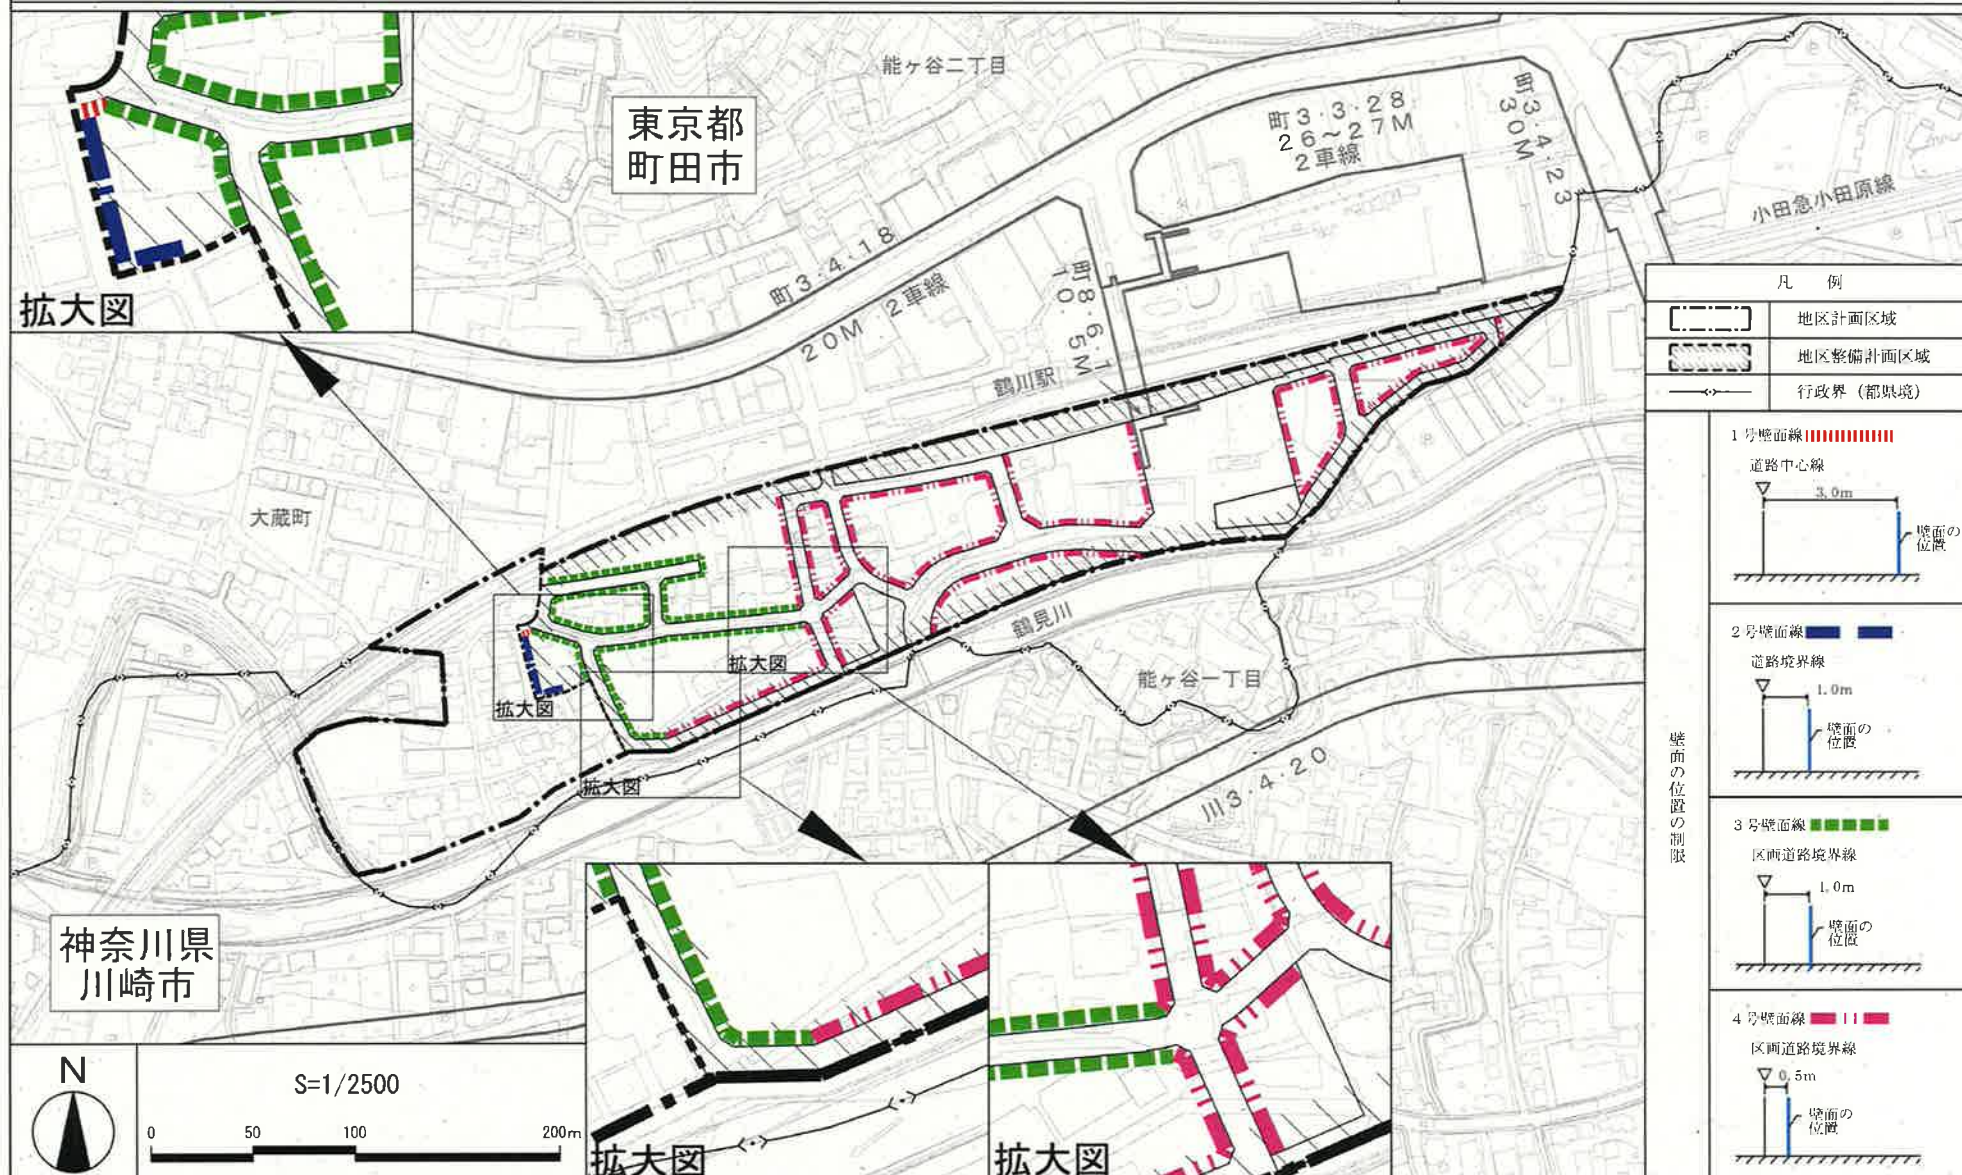 拡大図
東京都
町田市
能ヶ谷二丁目
町3・3・28
26~27M
2車線
町3・4・23
30M
小田急小田原線
町3・4・18
20M 2車線
町8・6・1
10.5M
鶴川駅
大蔵町
鶴見川
能ヶ谷一丁目
川3・4・20
拡大図
拡大図
拡大図
神奈川県
川崎市
拡大図
拡大図
N
S=1/2500
0 50 100 200m
凡 例
地区計画区域
地区整備計画区域
行政界(都県境)
壁面の位置の制限
1号壁面線
道路中心線
3.0m
壁面の
位置
2号壁面線
道路境界線
1.0m
壁面の
位置
3号壁面線
区画道路境界線
1.0m
壁面の
位置
4号壁面線
区画道路境界線
0.5m
壁面の
位置